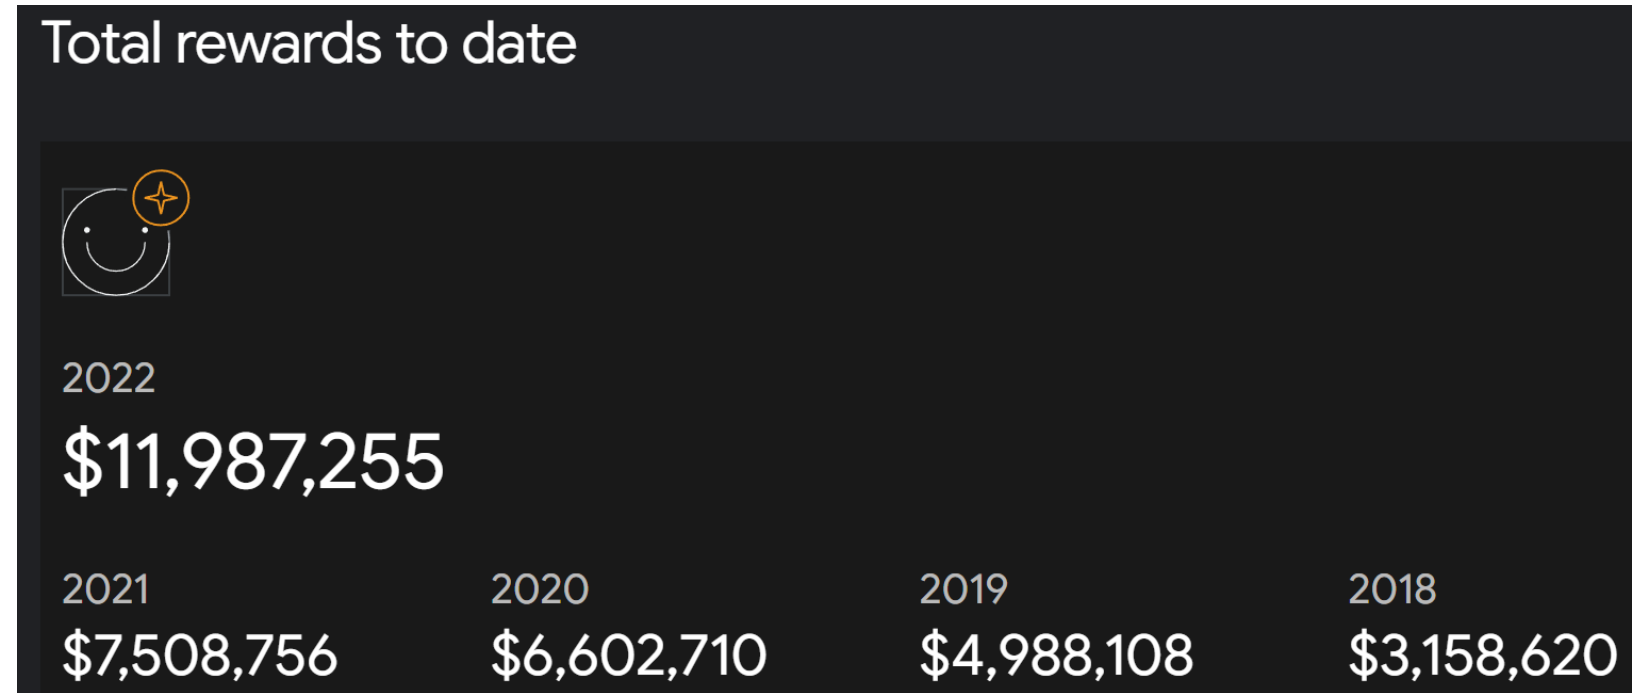 Total rewards to date
2022
$11,987,255
2021 2020 2019 2018
$7,508,756 $6,602,710 $4,988,108 $3,158,620